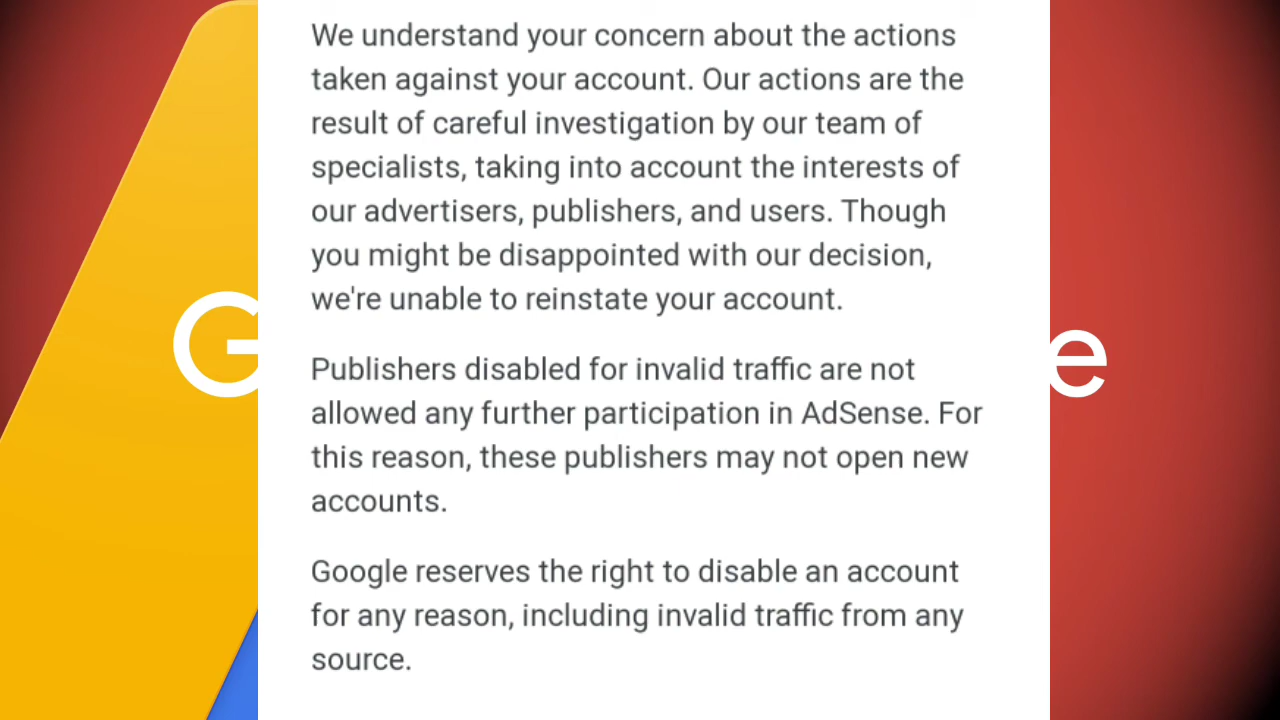 We understand your concern about the actions
taken against your account. Our actions are the
result of careful investigation by our team of
specialists, taking into account the interests of
our advertisers, publishers, and users. Though
you might be disappointed with our decision,
we're unable to reinstate your account.
G
e
Publishers disabled for invalid traffic are not
allowed any further participation in AdSense. For
this reason, these publishers may not open new
accounts.
Google reserves the right to disable an account
for any reason, including invalid traffic from any
source.